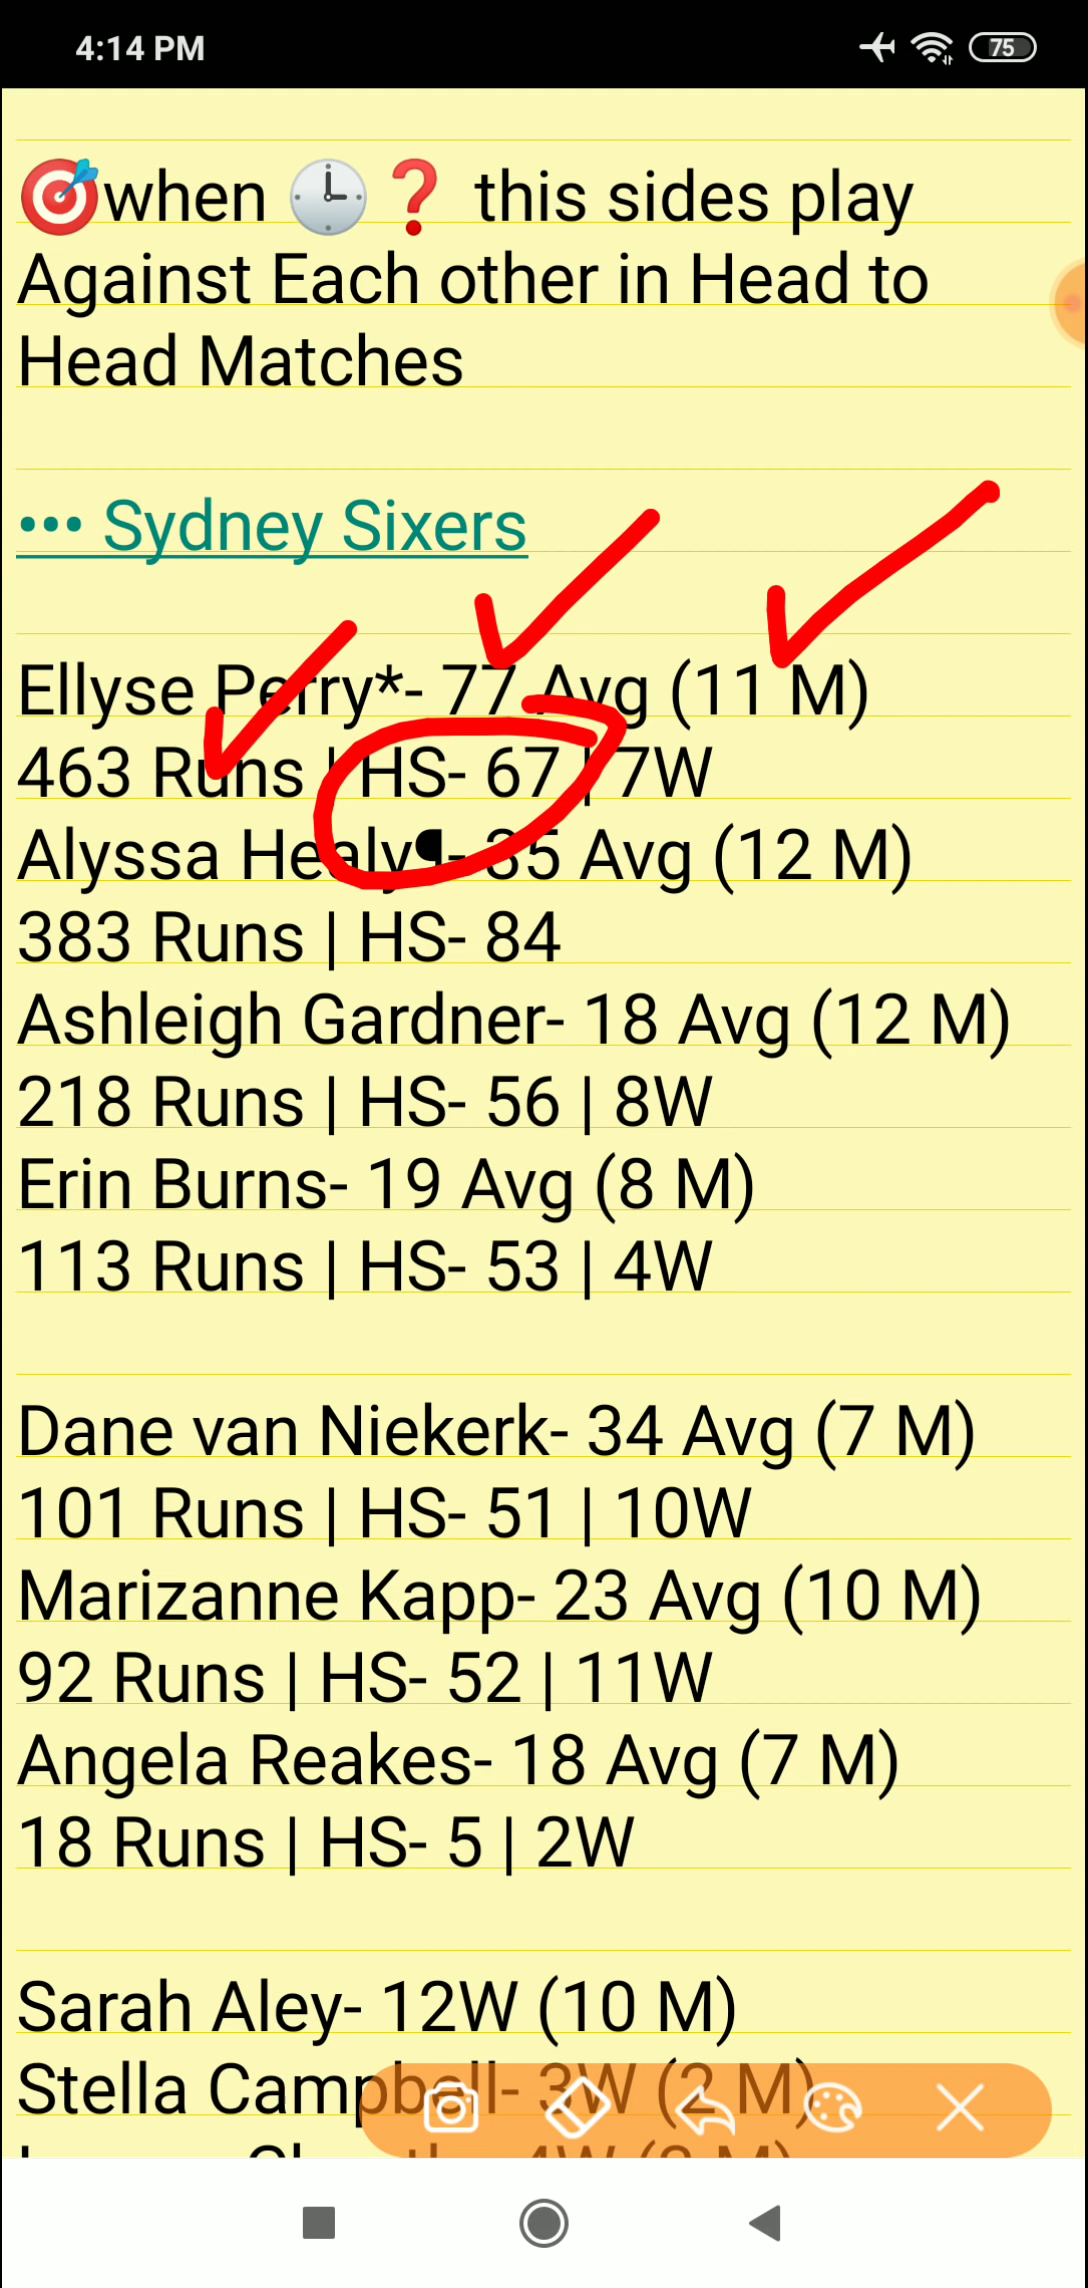 4:14 PM
75
🎯when 🕒❓ this sides play
Against Each other in Head to
Head Matches
••• Sydney Sixers
Ellyse Perry*- 77 Avg (11 M)
463 Runs | HS- 67 | 7W
Alyssa Healy¶- 35 Avg (12 M)
383 Runs | HS- 84
Ashleigh Gardner- 18 Avg (12 M)
218 Runs | HS- 56 | 8W
Erin Burns- 19 Avg (8 M)
113 Runs | HS- 53 | 4W
Dane van Niekerk- 34 Avg (7 M)
101 Runs | HS- 51 | 10W
Marizanne Kapp- 23 Avg (10 M)
92 Runs | HS- 52 | 11W
Angela Reakes- 18 Avg (7 M)
18 Runs | HS- 5 | 2W
Sarah Aley- 12W (10 M)
Stella Campbell- 3W (2 M)